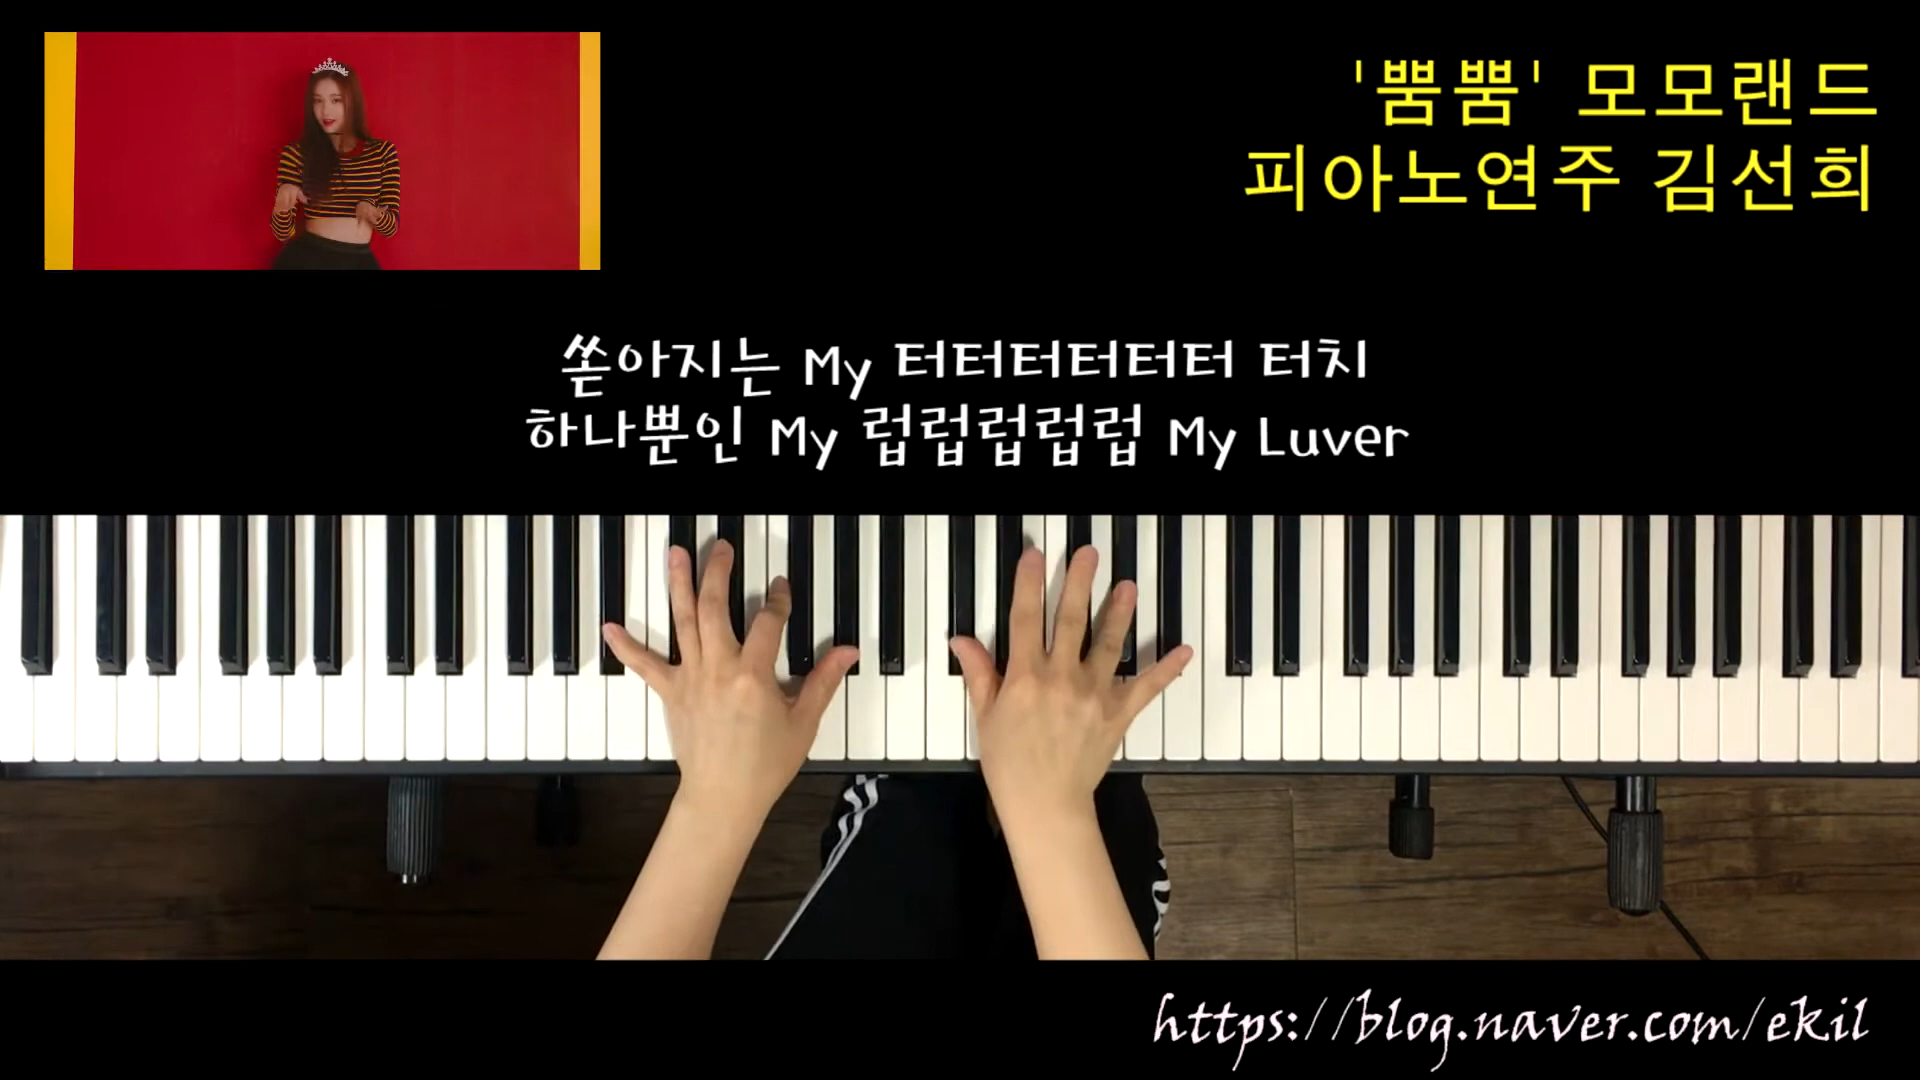 '뿜뿜' 모모랜드
피아노연주 김선희
쏟아지는 My 터터터터터터 터치
하나뿐인 My 럽럽럽럽럽 My Luver
https://blog.naver.com/ekil